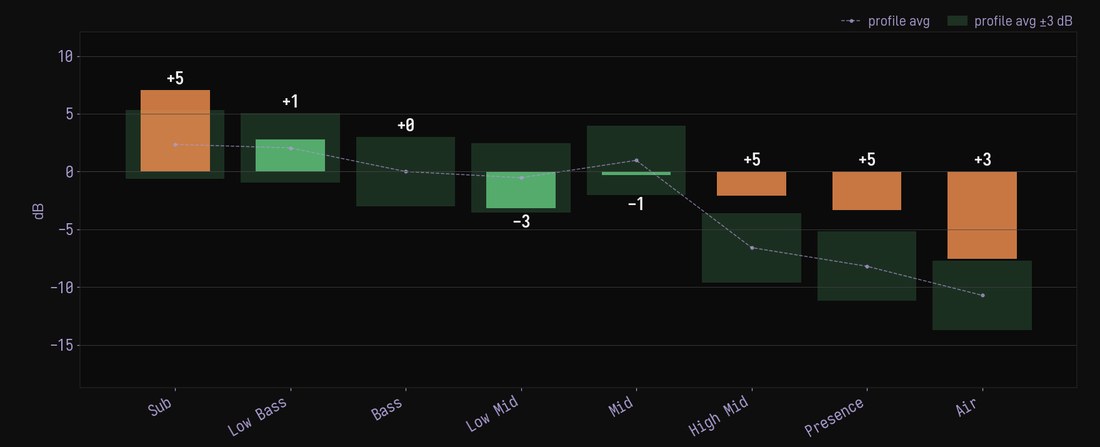 profile avg profile avg ±3 dB
10
5
0
−5
−10
−15
dB
+5
+1
+0
−3
−1
+5
+5
+3
Sub
Low Bass
Bass
Low Mid
Mid
High Mid
Presence
Air